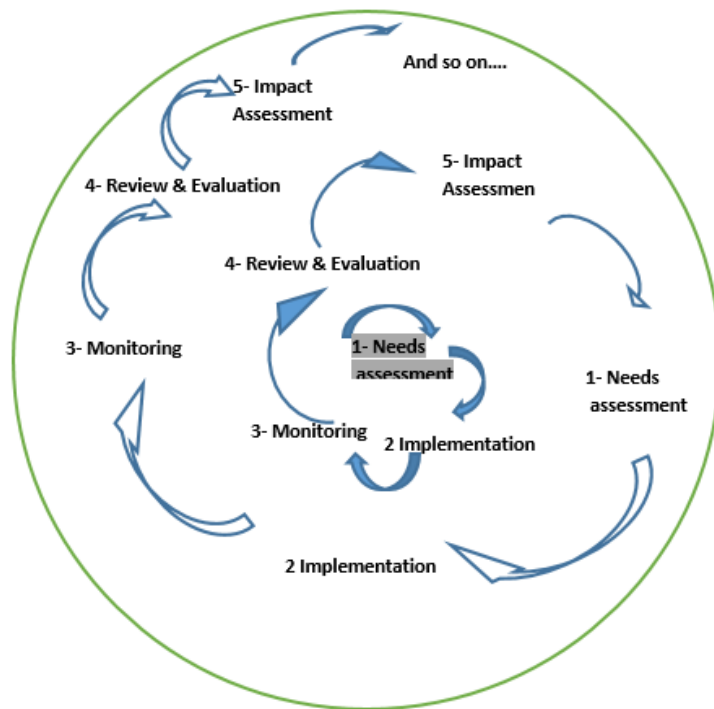 And so on....
5- Impact
Assessment
5- Impact
Assessmen
4- Review & Evaluation
4- Review & Evaluation
3- Monitoring
1- Needs
assessment
1- Needs
assessment
3- Monitoring
2 Implementation
2 Implementation